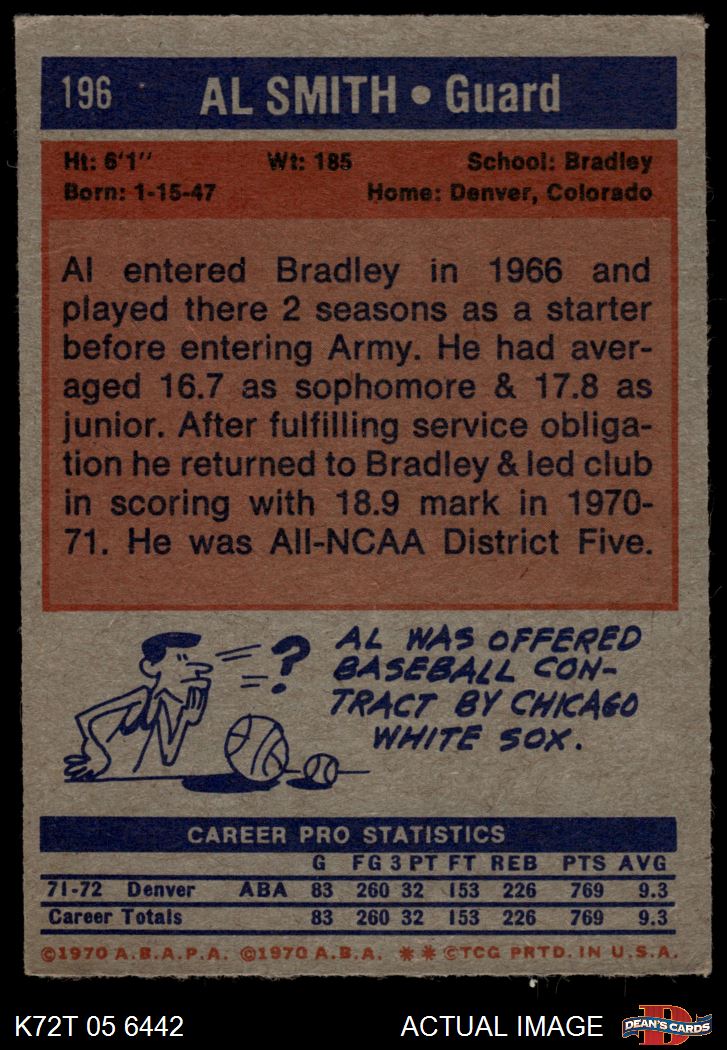 196 AL SMITH • Guard
Ht: 6'1" Wt: 185 School: Bradley
Born: 1-15-47 Home: Denver, Colorado
Al entered Bradley in 1966 and
played there 2 seasons as a starter
before entering Army. He had aver-
aged 16.7 as sophomore & 17.8 as
junior. After fulfilling service obliga-
tion he returned to Bradley & led club
in scoring with 18.9 mark in 1970-
71. He was All-NCAA District Five.
?
AL WAS OFFERED
BASEBALL CON-
TRACT BY CHICAGO
WHITE SOX.
CAREER PRO STATISTICS
G FG 3PT FT REB PTS AVG
71-72 Denver ABA 83 260 32 153 226 769 9.3
Career Totals 83 260 32 153 226 769 9.3
©1970 A.B.A.P.A. ©1970 A.B.A. ** ©TCG PRTD. IN U.S.A.
K72T 05 6442 ACTUAL IMAGE D DEAN'S CARDS